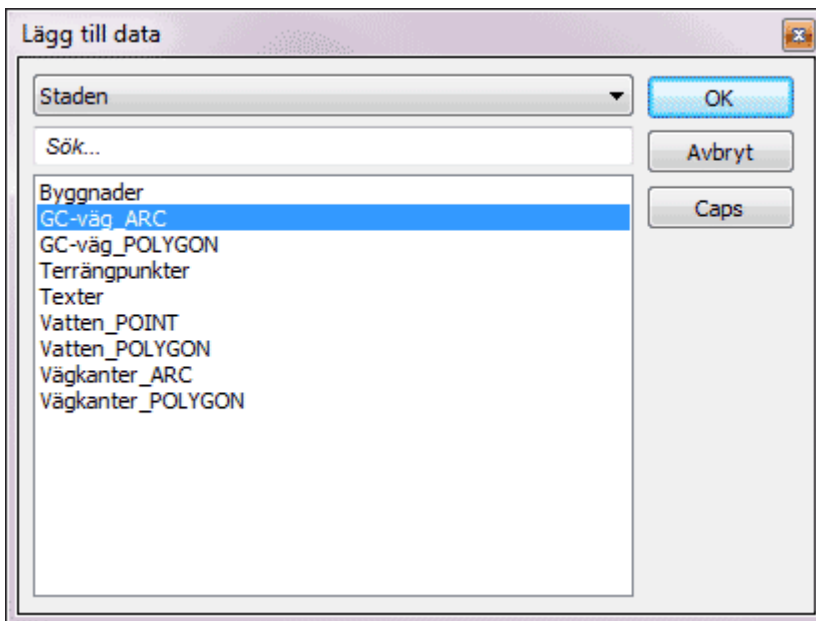 Lägg till data
Staden
OK
Sök...
Avbryt
Caps
Byggnader
GC-väg_ARC
GC-väg_POLYGON
Terrängpunkter
Texter
Vatten_POINT
Vatten_POLYGON
Vägkanter_ARC
Vägkanter_POLYGON